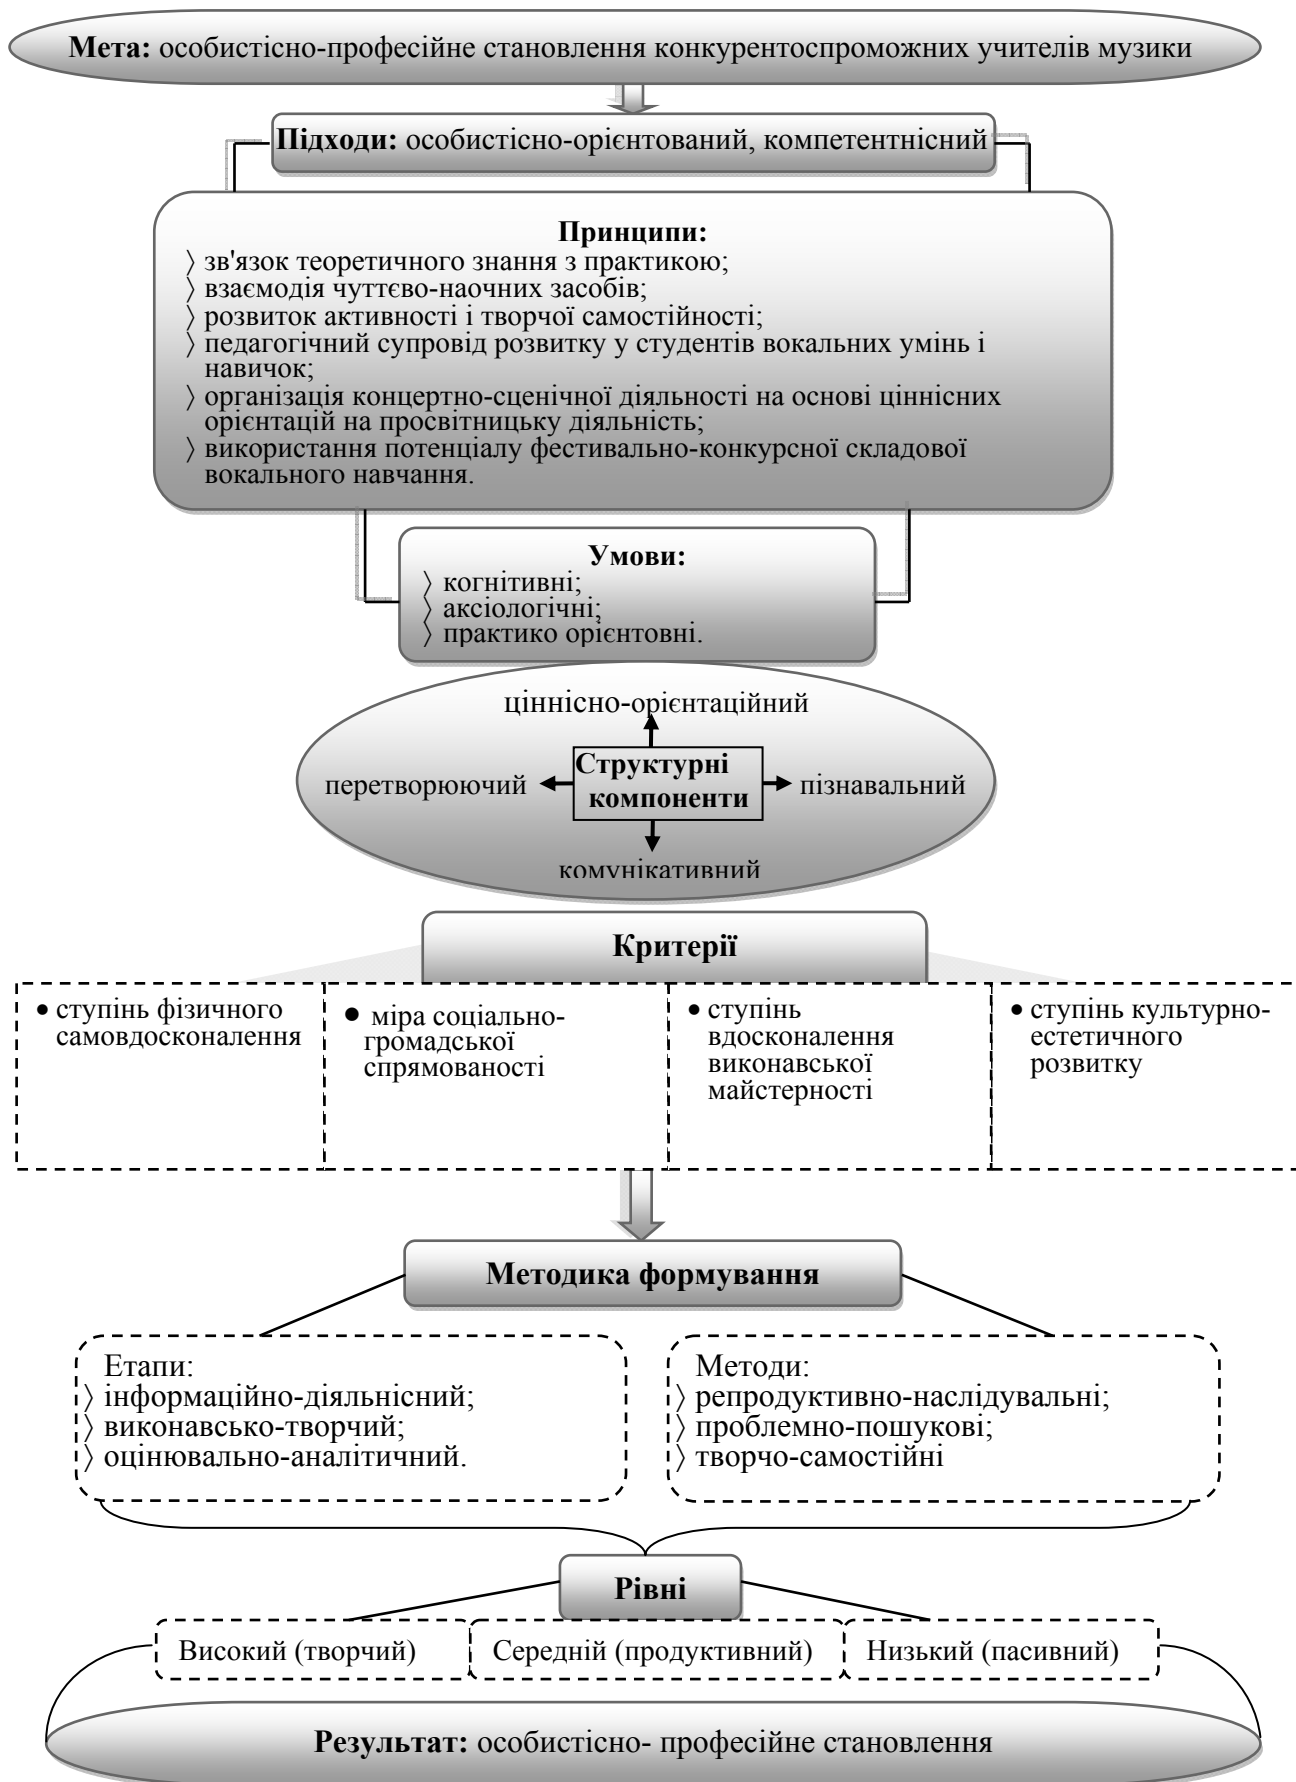 Мета: особистісно-професійне становлення конкурентоспроможних учителів музики
Підходи: особистісно-орієнтований, компетентнісний
Принципи:
〉 зв'язок теоретичного знання з практикою;
〉 взаємодія чуттєво-наочних засобів;
〉 розвиток активності і творчої самостійності;
〉 педагогічний супровід розвитку у студентів вокальних умінь і
навичок;
〉 організація концертно-сценічної діяльності на основі ціннісних
орієнтацій на просвітницьку діяльність;
〉 використання потенціалу фестивально-конкурсної складової
вокального навчання.
Умови:
〉 когнітивні;
〉 аксіологічні;
〉 практико орієнтовні.
ціннісно-орієнтаційний
Структурні
компоненти
перетворюючий
пізнавальний
комунікативний
Критерії
• ступінь фізичного
самовдосконалення
• міра соціально-
громадської
спрямованості
• ступінь
вдосконалення
виконавської
майстерності
• ступінь культурно-
естетичного
розвитку
Методика формування
Етапи:
〉 інформаційно-діяльнісний;
〉 виконавсько-творчий;
〉 оцінювально-аналітичний.
Методи:
〉 репродуктивно-наслідувальні;
〉 проблемно-пошукові;
〉 творчо-самостійні
Рівні
Високий (творчий)
Середній (продуктивний)
Низький (пасивний)
Результат: особистісно- професійне становлення